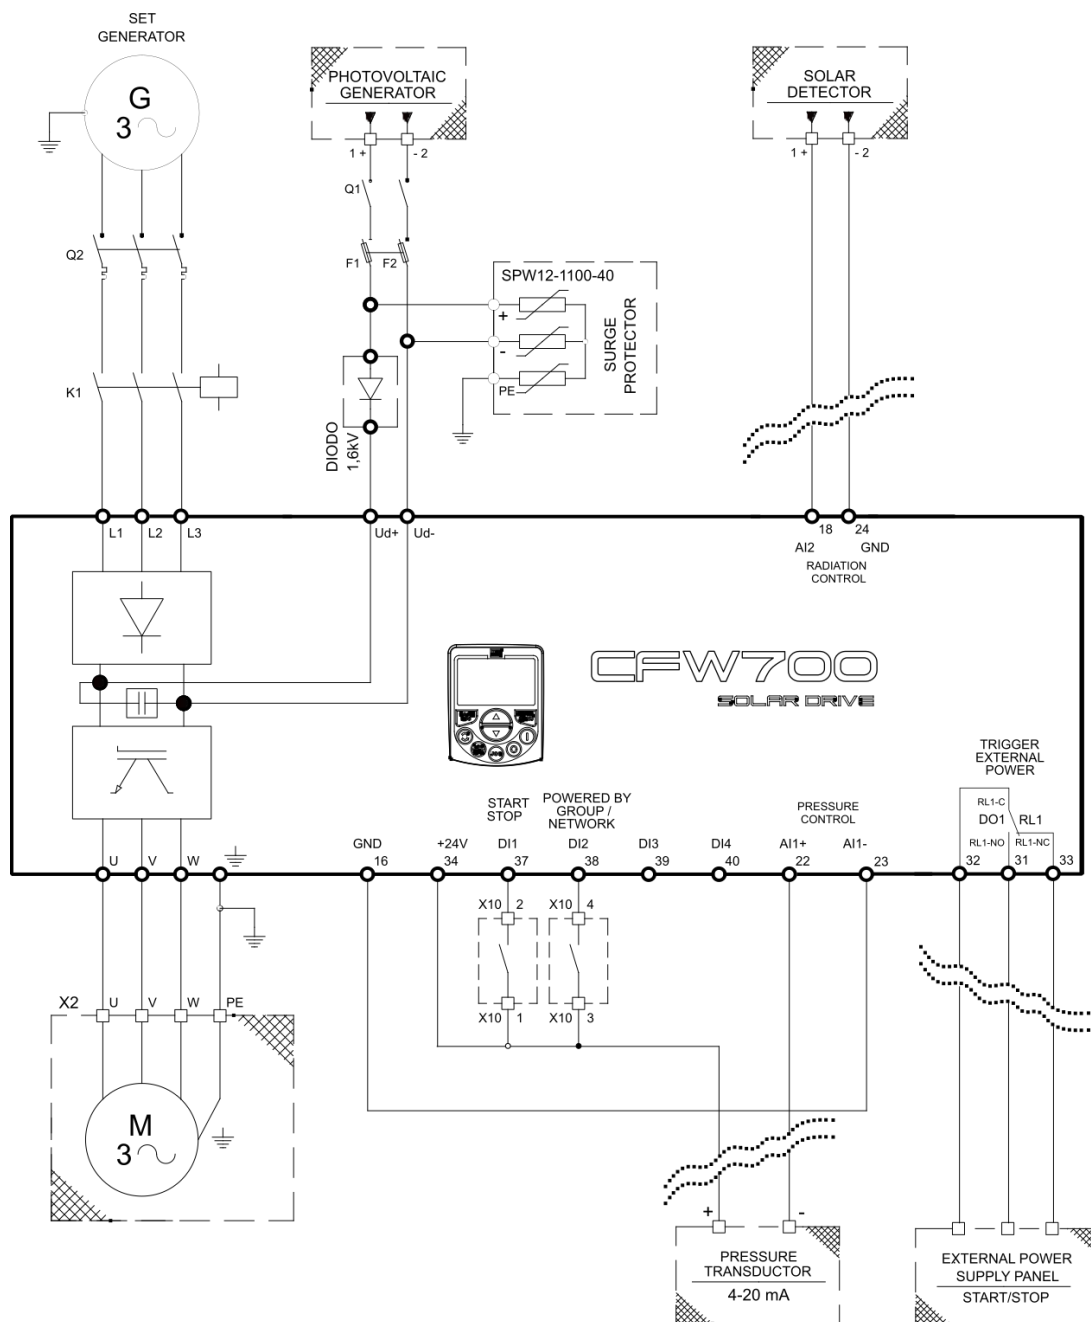 SET
GENERATOR
G
3
PHOTOVOLTAIC
GENERATOR
1 +
- 2
SOLAR
DETECTOR
1 +
- 2
Q1
Q2
F1
F2
SPW12-1100-40
+
-
PE
SURGE
PROTECTOR
K1
DIODO
1,6kV
L1
L2
L3
Ud+
Ud-
18
24
AI2
GND
RADIATION
CONTROL
CFW700
SOLAR DRIVE
TRIGGER
EXTERNAL
POWER
START
STOP
POWERED BY
GROUP /
NETWORK
PRESSURE
CONTROL
RL1-C
DO1
RL1
RL1-NO
RL1-NC
GND
+24V
DI1
DI2
DI3
DI4
AI1+
AI1-
U
V
W
16
34
37
38
39
40
22
23
32
31
33
X10 2
X10 4
X10 1
X10 3
X2
U
V
W
PE
M
3
+
-
PRESSURE
TRANSDUCTOR
4-20 mA
EXTERNAL POWER
SUPPLY PANEL
START/STOP